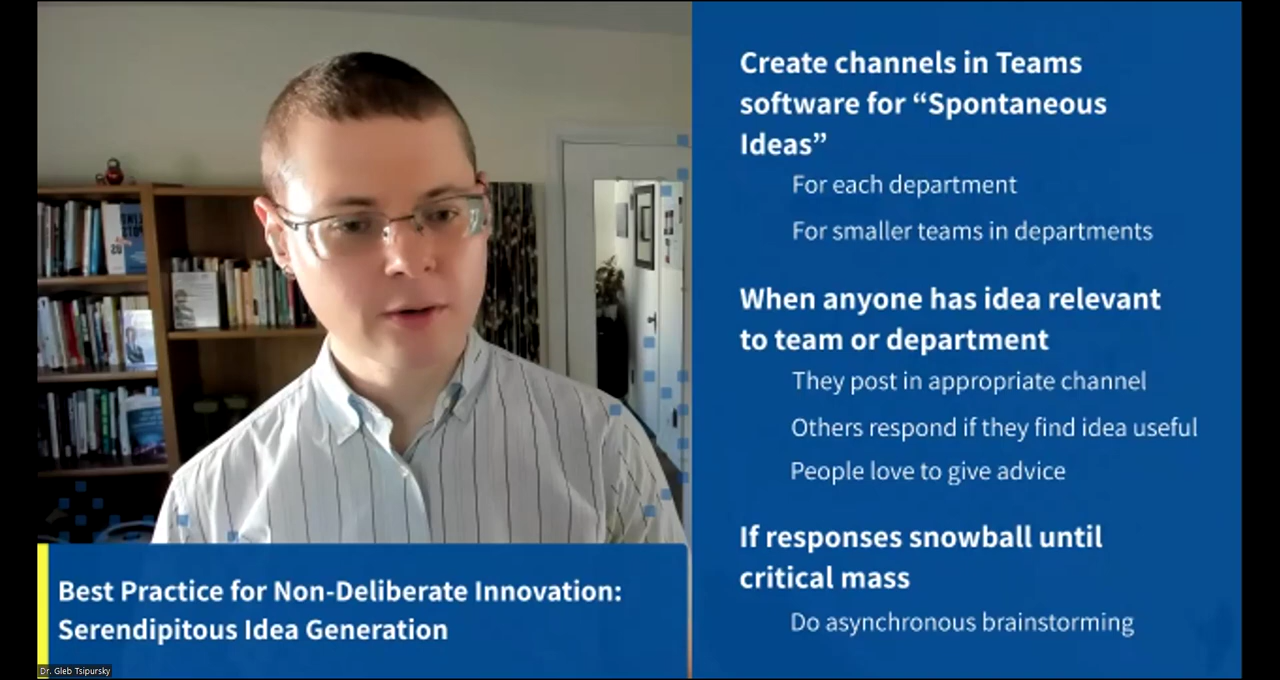 Create channels in Teams
software for “Spontaneous
Ideas”
For each department
For smaller teams in departments
When anyone has idea relevant
to team or department
They post in appropriate channel
Others respond if they find idea useful
People love to give advice
If responses snowball until
critical mass
Do asynchronous brainstorming
Best Practice for Non-Deliberate Innovation:
Serendipitous Idea Generation
Dr. Gleb Tsipursky